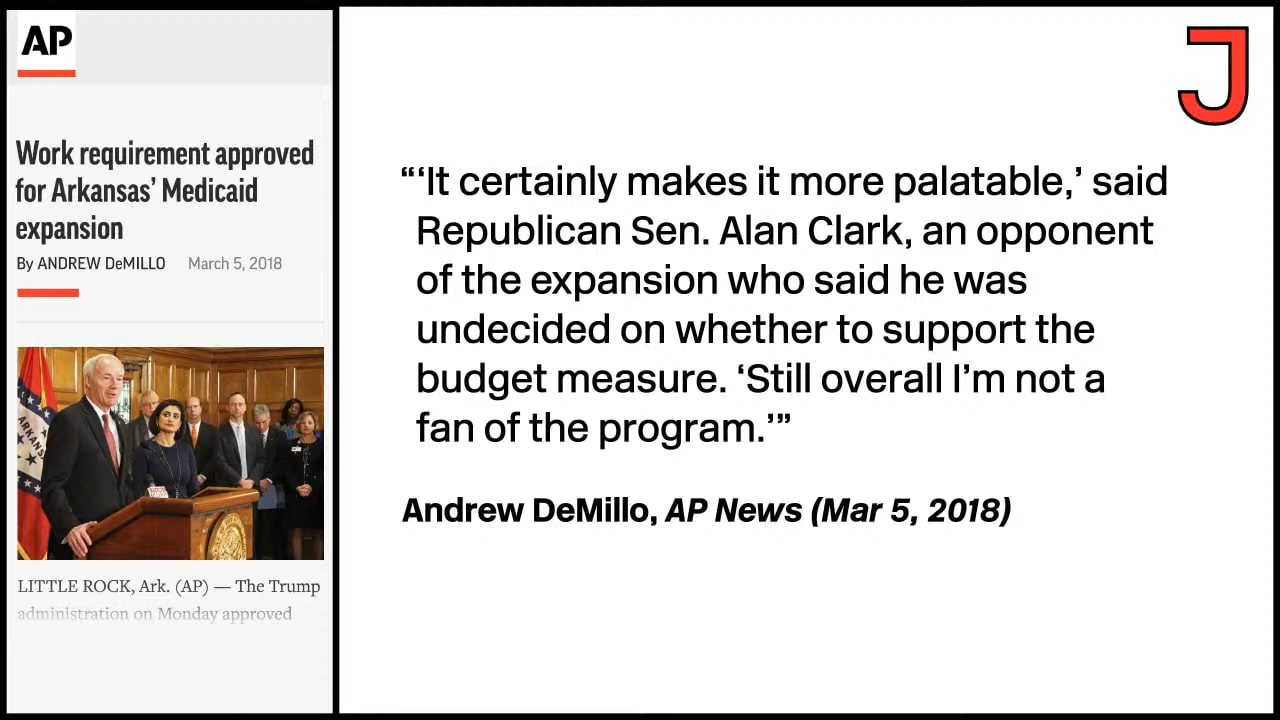 AP
Work requirement approved
for Arkansas’ Medicaid
expansion
By ANDREW DeMILLO March 5, 2018
ARKANSAS
LITTLE ROCK, Ark. (AP) — The Trump
administration on Monday approved
J
“‘It certainly makes it more palatable,’ said
Republican Sen. Alan Clark, an opponent
of the expansion who said he was
undecided on whether to support the
budget measure. ‘Still overall I’m not a
fan of the program.’”
Andrew DeMillo, AP News (Mar 5, 2018)